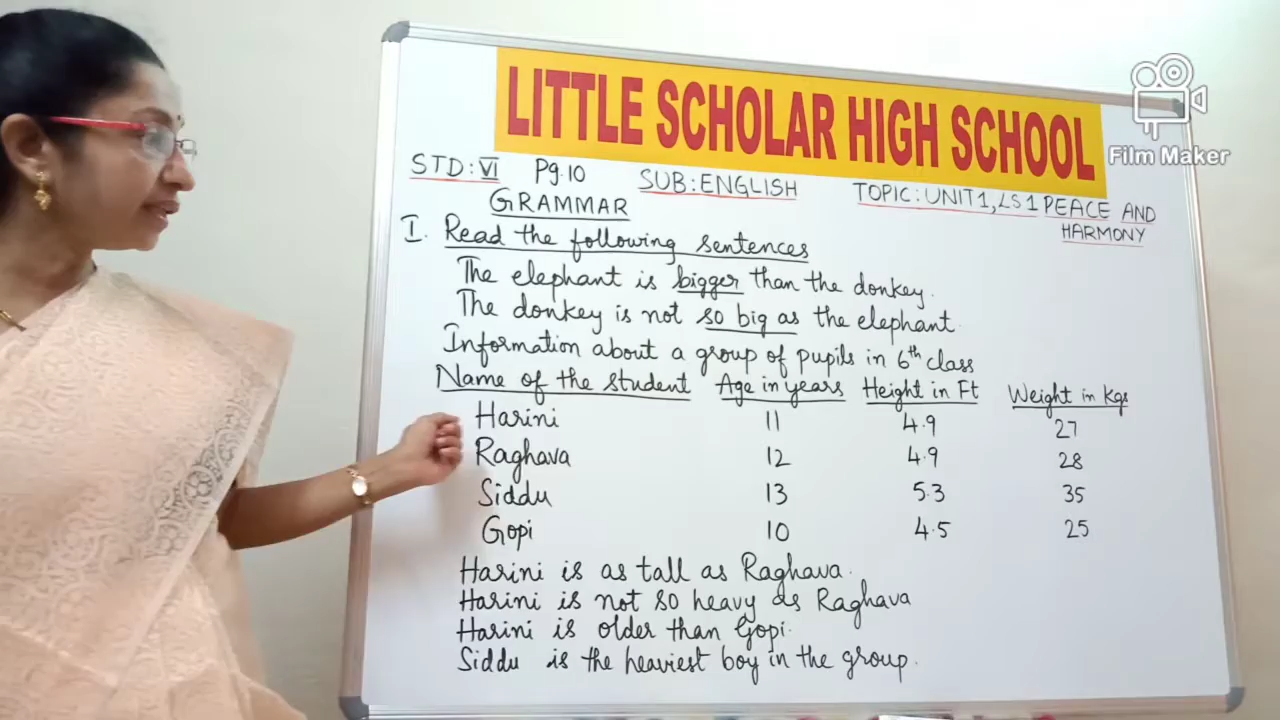 LITTLE SCHOLAR HIGH SCHOOL
Film Maker
STD: VI Pg.10 SUB: ENGLISH TOPIC: UNIT 1, LS 1 PEACE AND
HARMONY
GRAMMAR
I. Read the following sentences
The elephant is bigger than the donkey.
The donkey is not so big as the elephant.
Information about a group of pupils in 6th class
Name of the student Age in years Height in Ft Weight in Kgs
Harini 11 4.9 27
Raghava 12 4.9 28
Siddu 13 5.3 35
Gopi 10 4.5 25
Harini is as tall as Raghava.
Harini is not so heavy as Raghava
Harini is older than Gopi.
Siddu is the heaviest boy in the group.